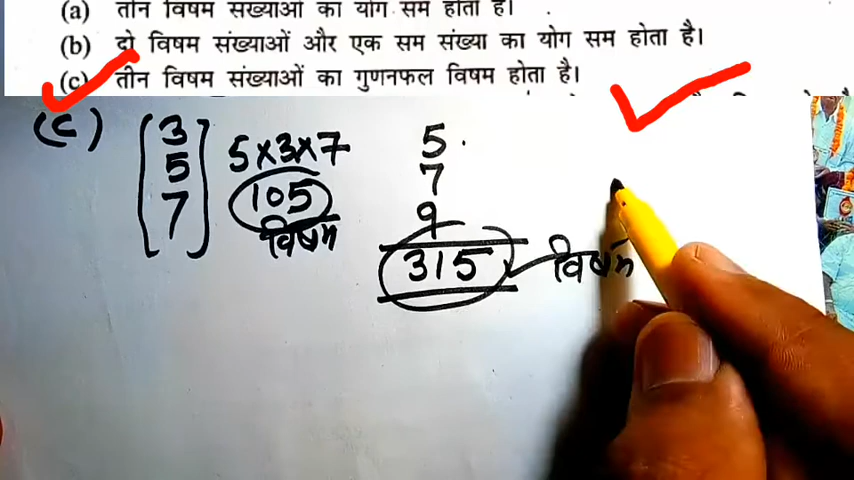 (a) तीन विषम संख्याओं का योग सम होता है।
(b) दो विषम संख्याओं और एक सम संख्या का योग सम होता है।
(c) तीन विषम संख्याओं का गुणनफल विषम होता है।
(c)
3
5
7
5×3×7
105
विषम
5
7
9
315
विषम